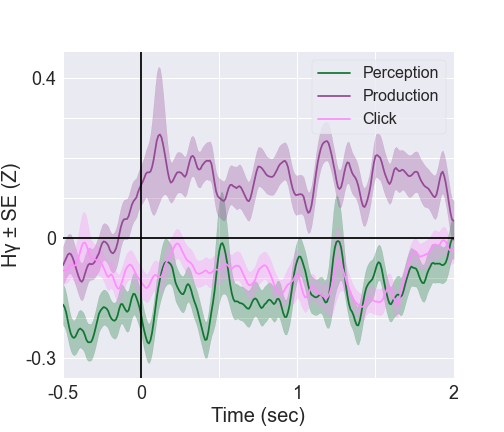 Hγ ± SE (Z)
0.4
0
-0.3
Perception
Production
Click
-0.5
0
1
2
Time (sec)